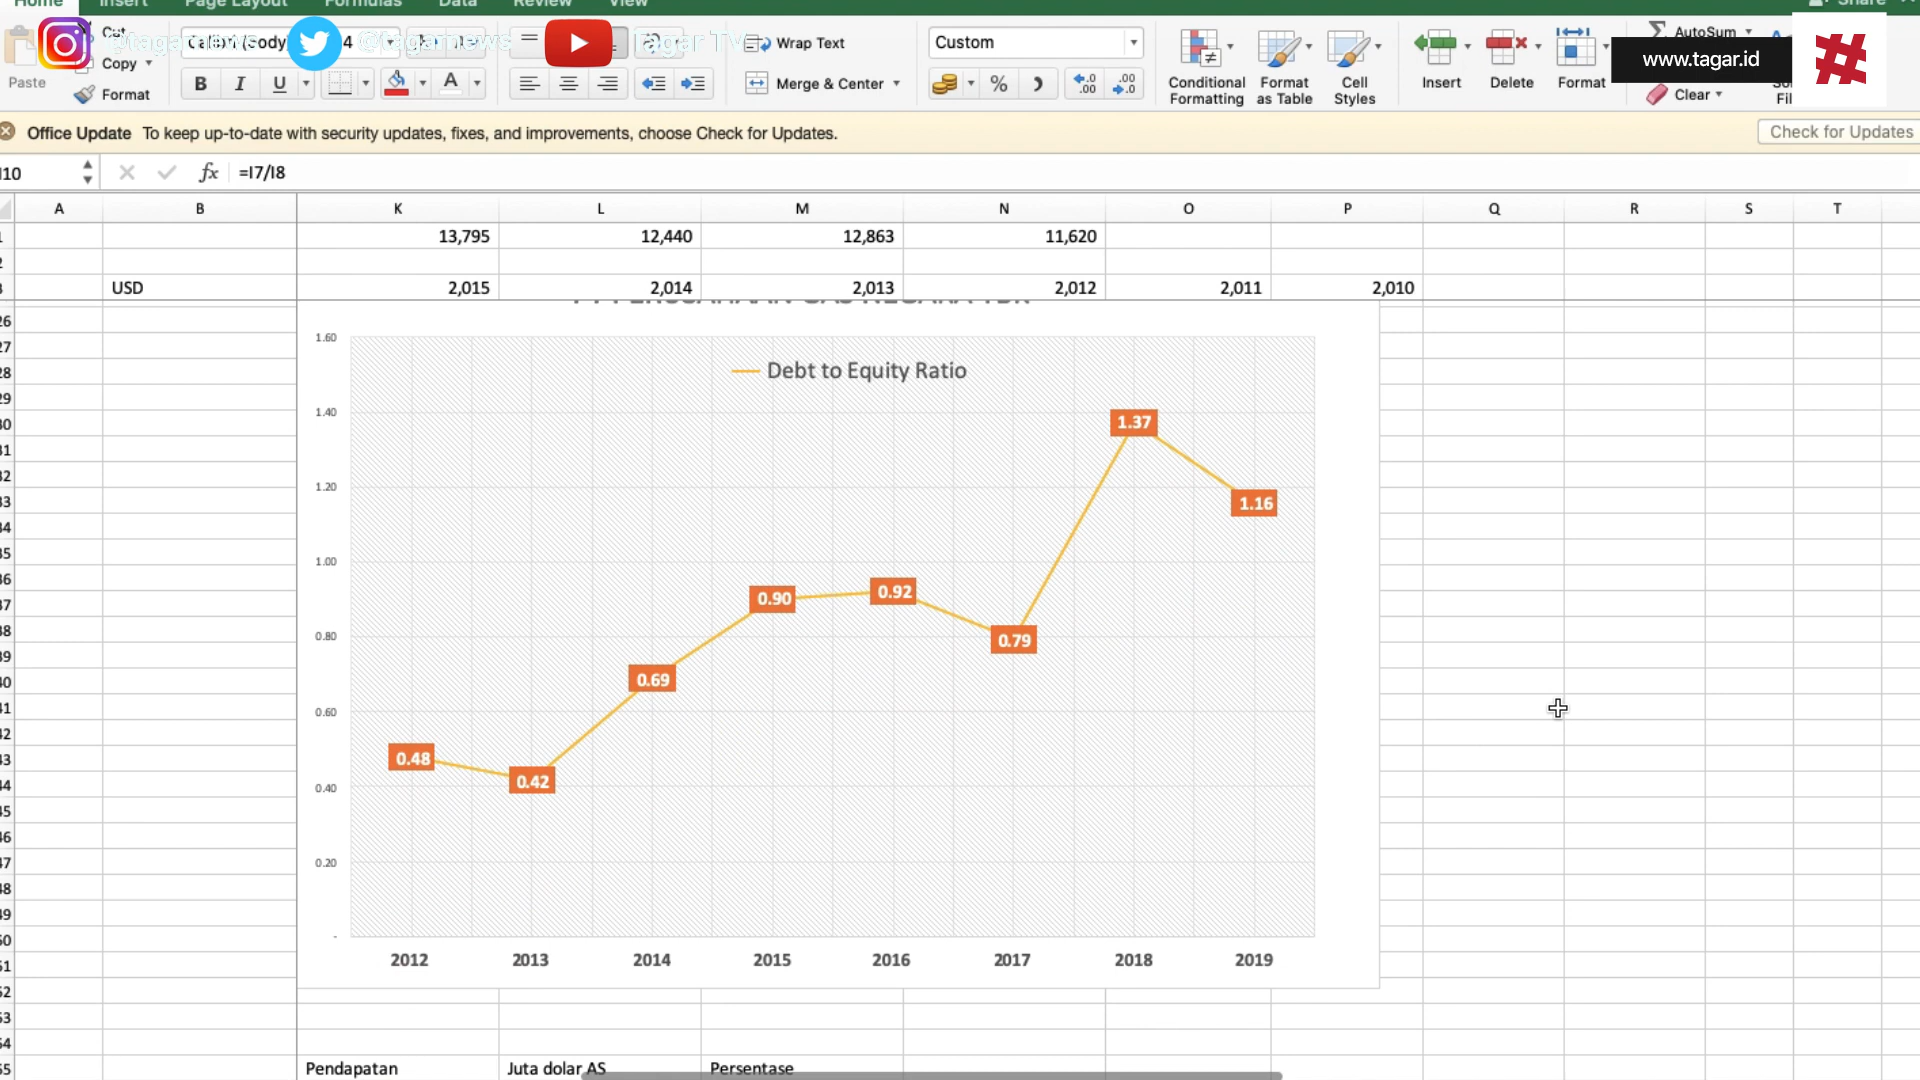 Home Insert Page Layout Formulas Data Review View Share
Cut
Copy
Paste
Format
@tagarnews
@tagarnews
Tagar TV
B I U
A
Wrap Text
Merge & Center
Custom
%
Conditional Formatting
Format as Table
Cell Styles
Insert
Delete
Format
AutoSum
Clear
www.tagar.id
Office Update To keep up-to-date with security updates, fixes, and improvements, choose Check for Updates.
Check for Updates
fx =I7/I8
A B K L M N O P Q R S T
13,795 12,440 12,863 11,620
USD 2,015 2,014 2,013 2,012 2,011 2,010
Debt to Equity Ratio
1.60
1.40
1.20
1.00
0.80
0.60
0.40
0.20
-
0.48
0.42
0.69
0.90
0.92
0.79
1.37
1.16
2012 2013 2014 2015 2016 2017 2018 2019
Pendapatan Juta dolar AS Persentase